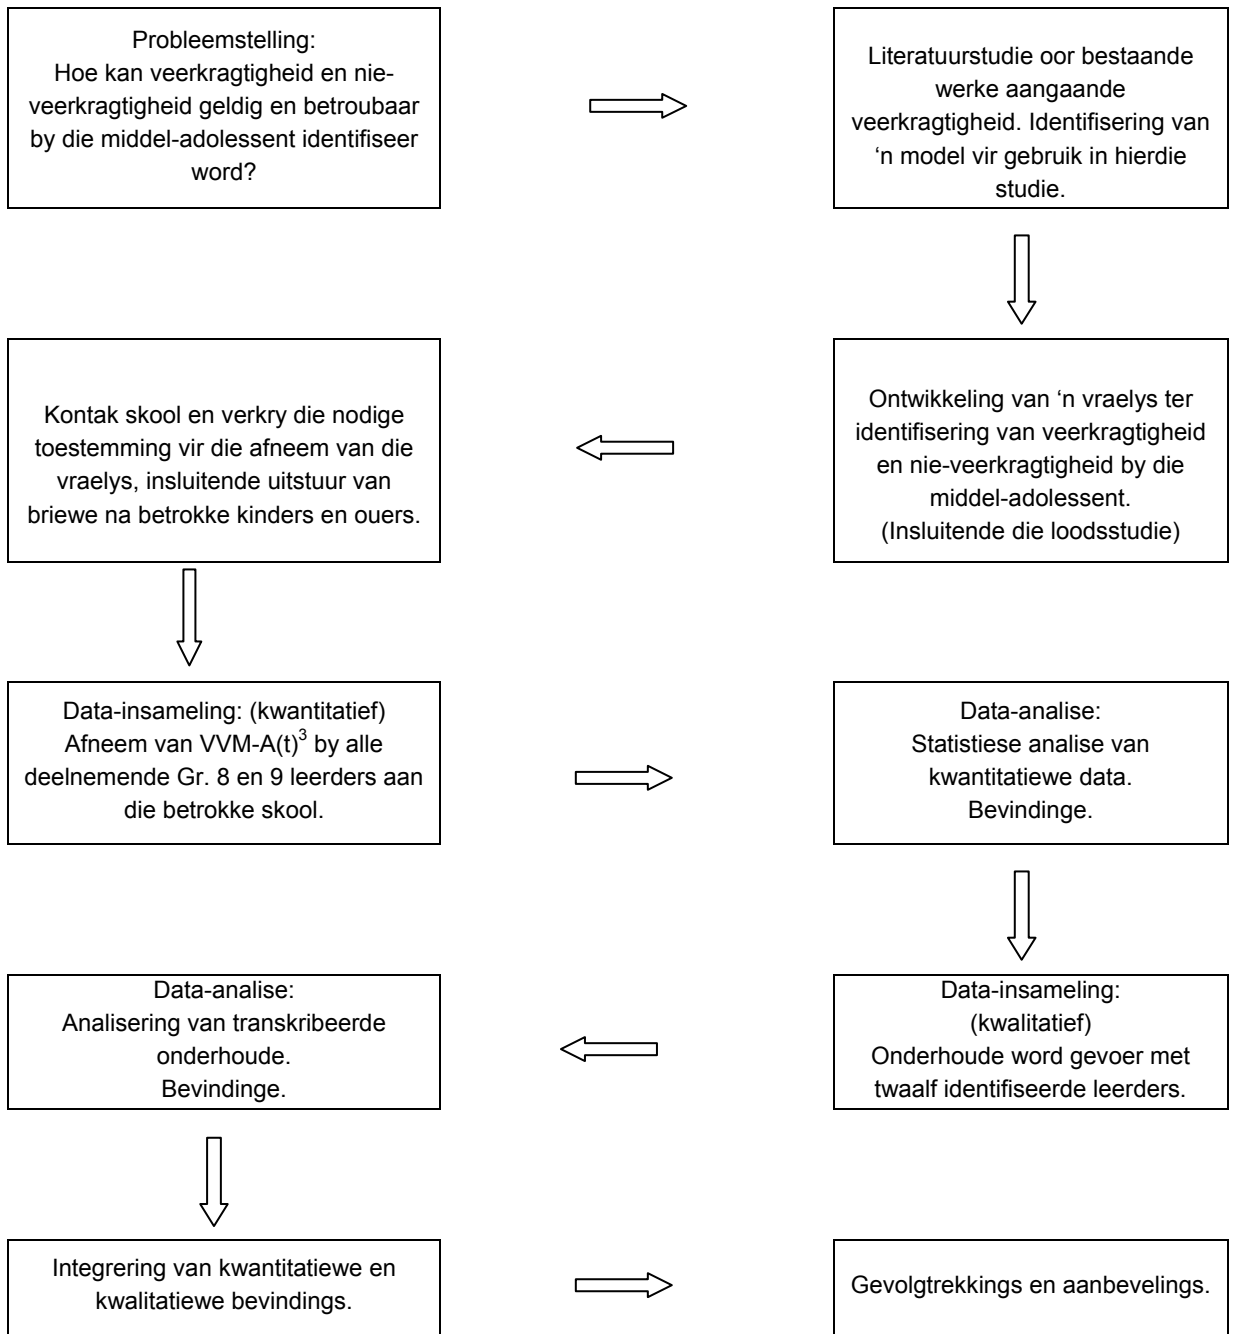 Probleemstelling:
Hoe kan veerkragtigheid en nie-
veerkragtigheid geldig en betroubaar
by die middel-adolessent identifiseer
word?
Literatuurstudie oor bestaande
werke aangaande
veerkragtigheid. Identifisering van
‘n model vir gebruik in hierdie
studie.
Ontwikkeling van ‘n vraelys ter
identifisering van veerkragtigheid
en nie-veerkragtigheid by die
middel-adolessent.
(Insluitende die loodsstudie)
Kontak skool en verkry die nodige
toestemming vir die afneem van die
vraelys, insluitende uitstuur van
briewe na betrokke kinders en ouers.
Data-insameling: (kwantitatief)
Afneem van VVM-A(t)³ by alle
deelnemende Gr. 8 en 9 leerders aan
die betrokke skool.
Data-analise:
Statistiese analise van
kwantitatiewe data.
Bevindinge.
Data-insameling:
(kwalitatief)
Onderhoude word gevoer met
twaalf identifiseerde leerders.
Data-analise:
Analisering van transkribeerde
onderhoude.
Bevindinge.
Integrering van kwantitatiewe en
kwalitatiewe bevindings.
Gevolgtrekkings en aanbevelings.